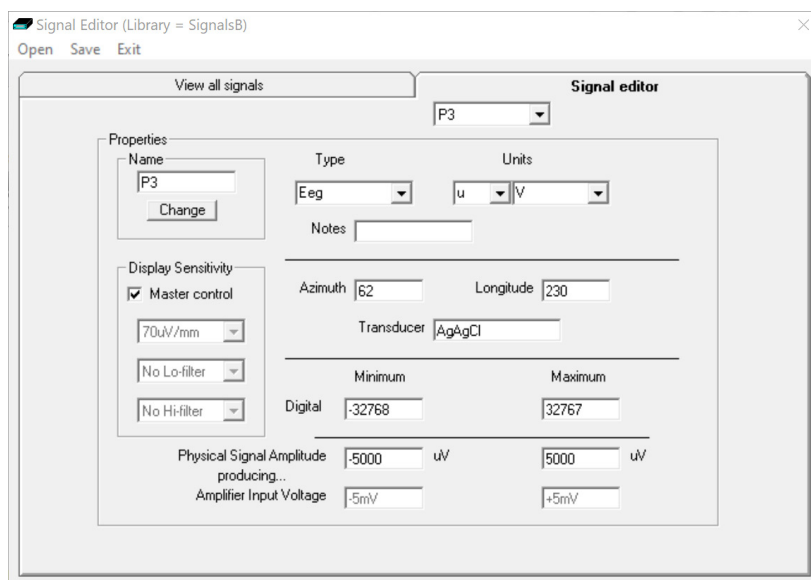 Signal Editor (Library = SignalsB)
Open Save Exit
View all signals Signal editor
P3
Properties
Name Type Units
P3 Eeg u V
Change
Notes
Display Sensitivity
Master control Azimuth 62 Longitude 230
70uV/mm Transducer AgAgCl
No Lo-filter Minimum Maximum
No Hi-filter Digital -32768 32767
Physical Signal Amplitude -5000 uV 5000 uV
producing...
Amplifier Input Voltage -5mV +5mV